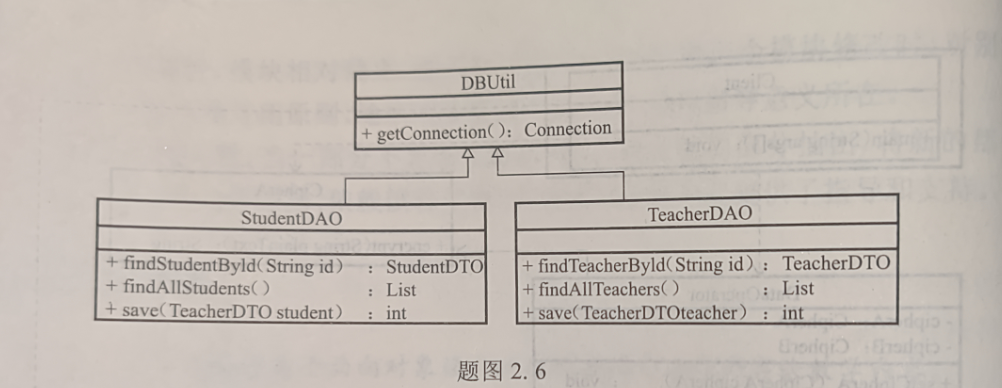 DBUtil
+ getConnection(): Connection
StudentDAO
+ findStudentByld(String id) : StudentDTO
+ findAllStudents() : List
+ save(TeacherDTO student) : int
TeacherDAO
+ findTeacherByld(String id) : TeacherDTO
+ findAllTeachers() : List
+ save(TeacherDTOteacher) : int
题图 2.6